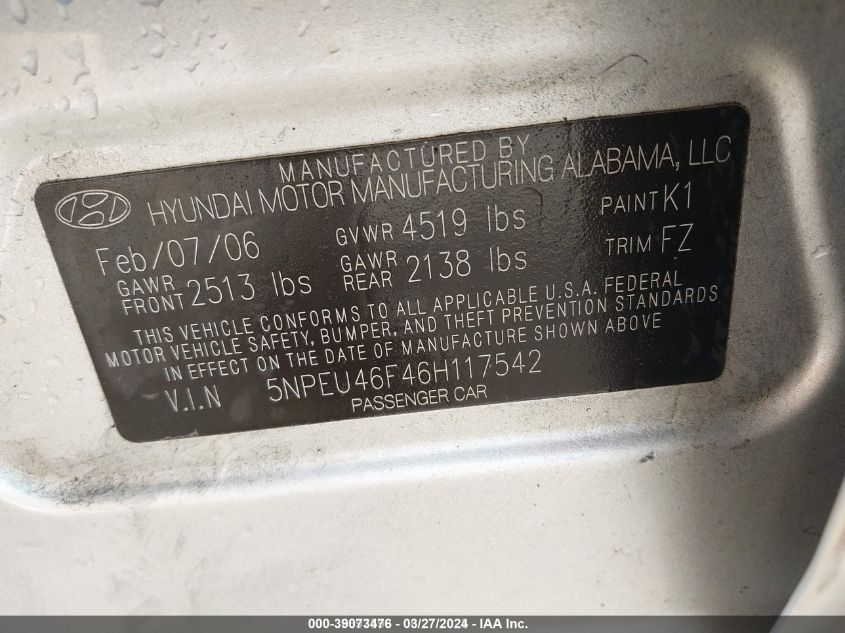 MANUFACTURED BY
HYUNDAI MOTOR MANUFACTURING ALABAMA, LLC
Feb/07/06 GVWR 4519 lbs PAINT K1
GAWR FRONT 2513 lbs GAWR REAR 2138 lbs TRIM FZ
THIS VEHICLE CONFORMS TO ALL APPLICABLE U.S.A. FEDERAL
MOTOR VEHICLE SAFETY, BUMPER, AND THEFT PREVENTION STANDARDS
IN EFFECT ON THE DATE OF MANUFACTURE SHOWN ABOVE
V.I.N 5NPEU46F46H117542
PASSENGER CAR
000-39073476 - 03/27/2024 - IAA Inc.